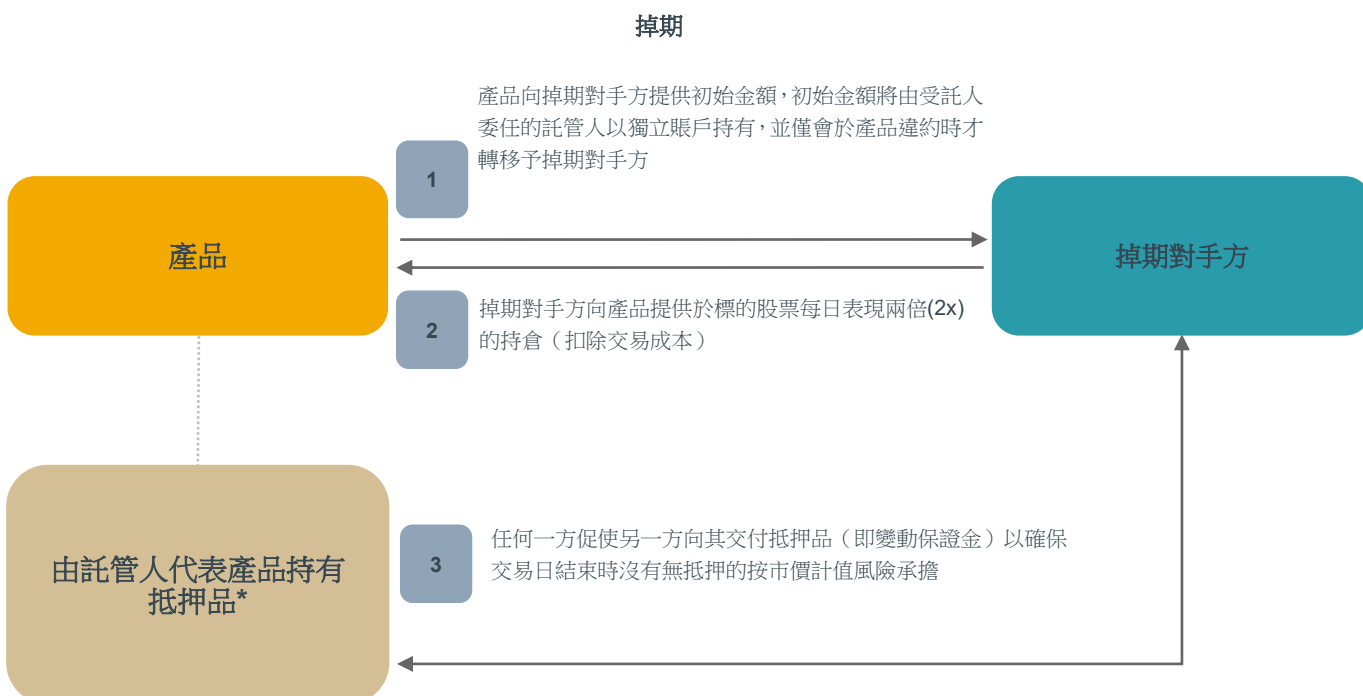 掉期
產品向掉期對手方提供初始金額，初始金額將由受託人
委任的託管人以獨立賬戶持有，並僅會於產品違約時才
轉移予掉期對手方
1
產品
掉期對手方
2
掉期對手方向產品提供於標的股票每日表現兩倍(2x)
的持倉（扣除交易成本）
由託管人代表產品持有
抵押品*
3
任何一方促使另一方向其交付抵押品（即變動保證金）以確保
交易日結束時沒有無抵押的按市價計值風險承擔